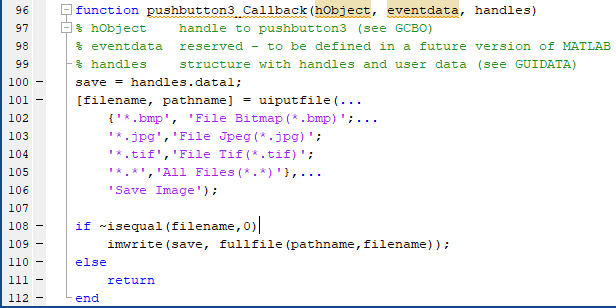 96 function pushbutton3_Callback(hObject, eventdata, handles)
97 % hObject    handle to pushbutton3 (see GCBO)
98 % eventdata  reserved - to be defined in a future version of MATLAB
99 % handles    structure with handles and user data (see GUIDATA)
100 save = handles.data1;
101 [filename, pathname] = uiputfile(...
102     {'*.bmp', 'File Bitmap(*.bmp)';...
103     '*.jpg','File Jpeg(*.jpg)';
104     '*.tif','File Tif(*.tif)';
105     '*.*','All Files(*.*)'},...
106     'Save Image');
107
108 if ~isequal(filename,0)
109     imwrite(save, fullfile(pathname,filename));
110 else
111     return
112 end